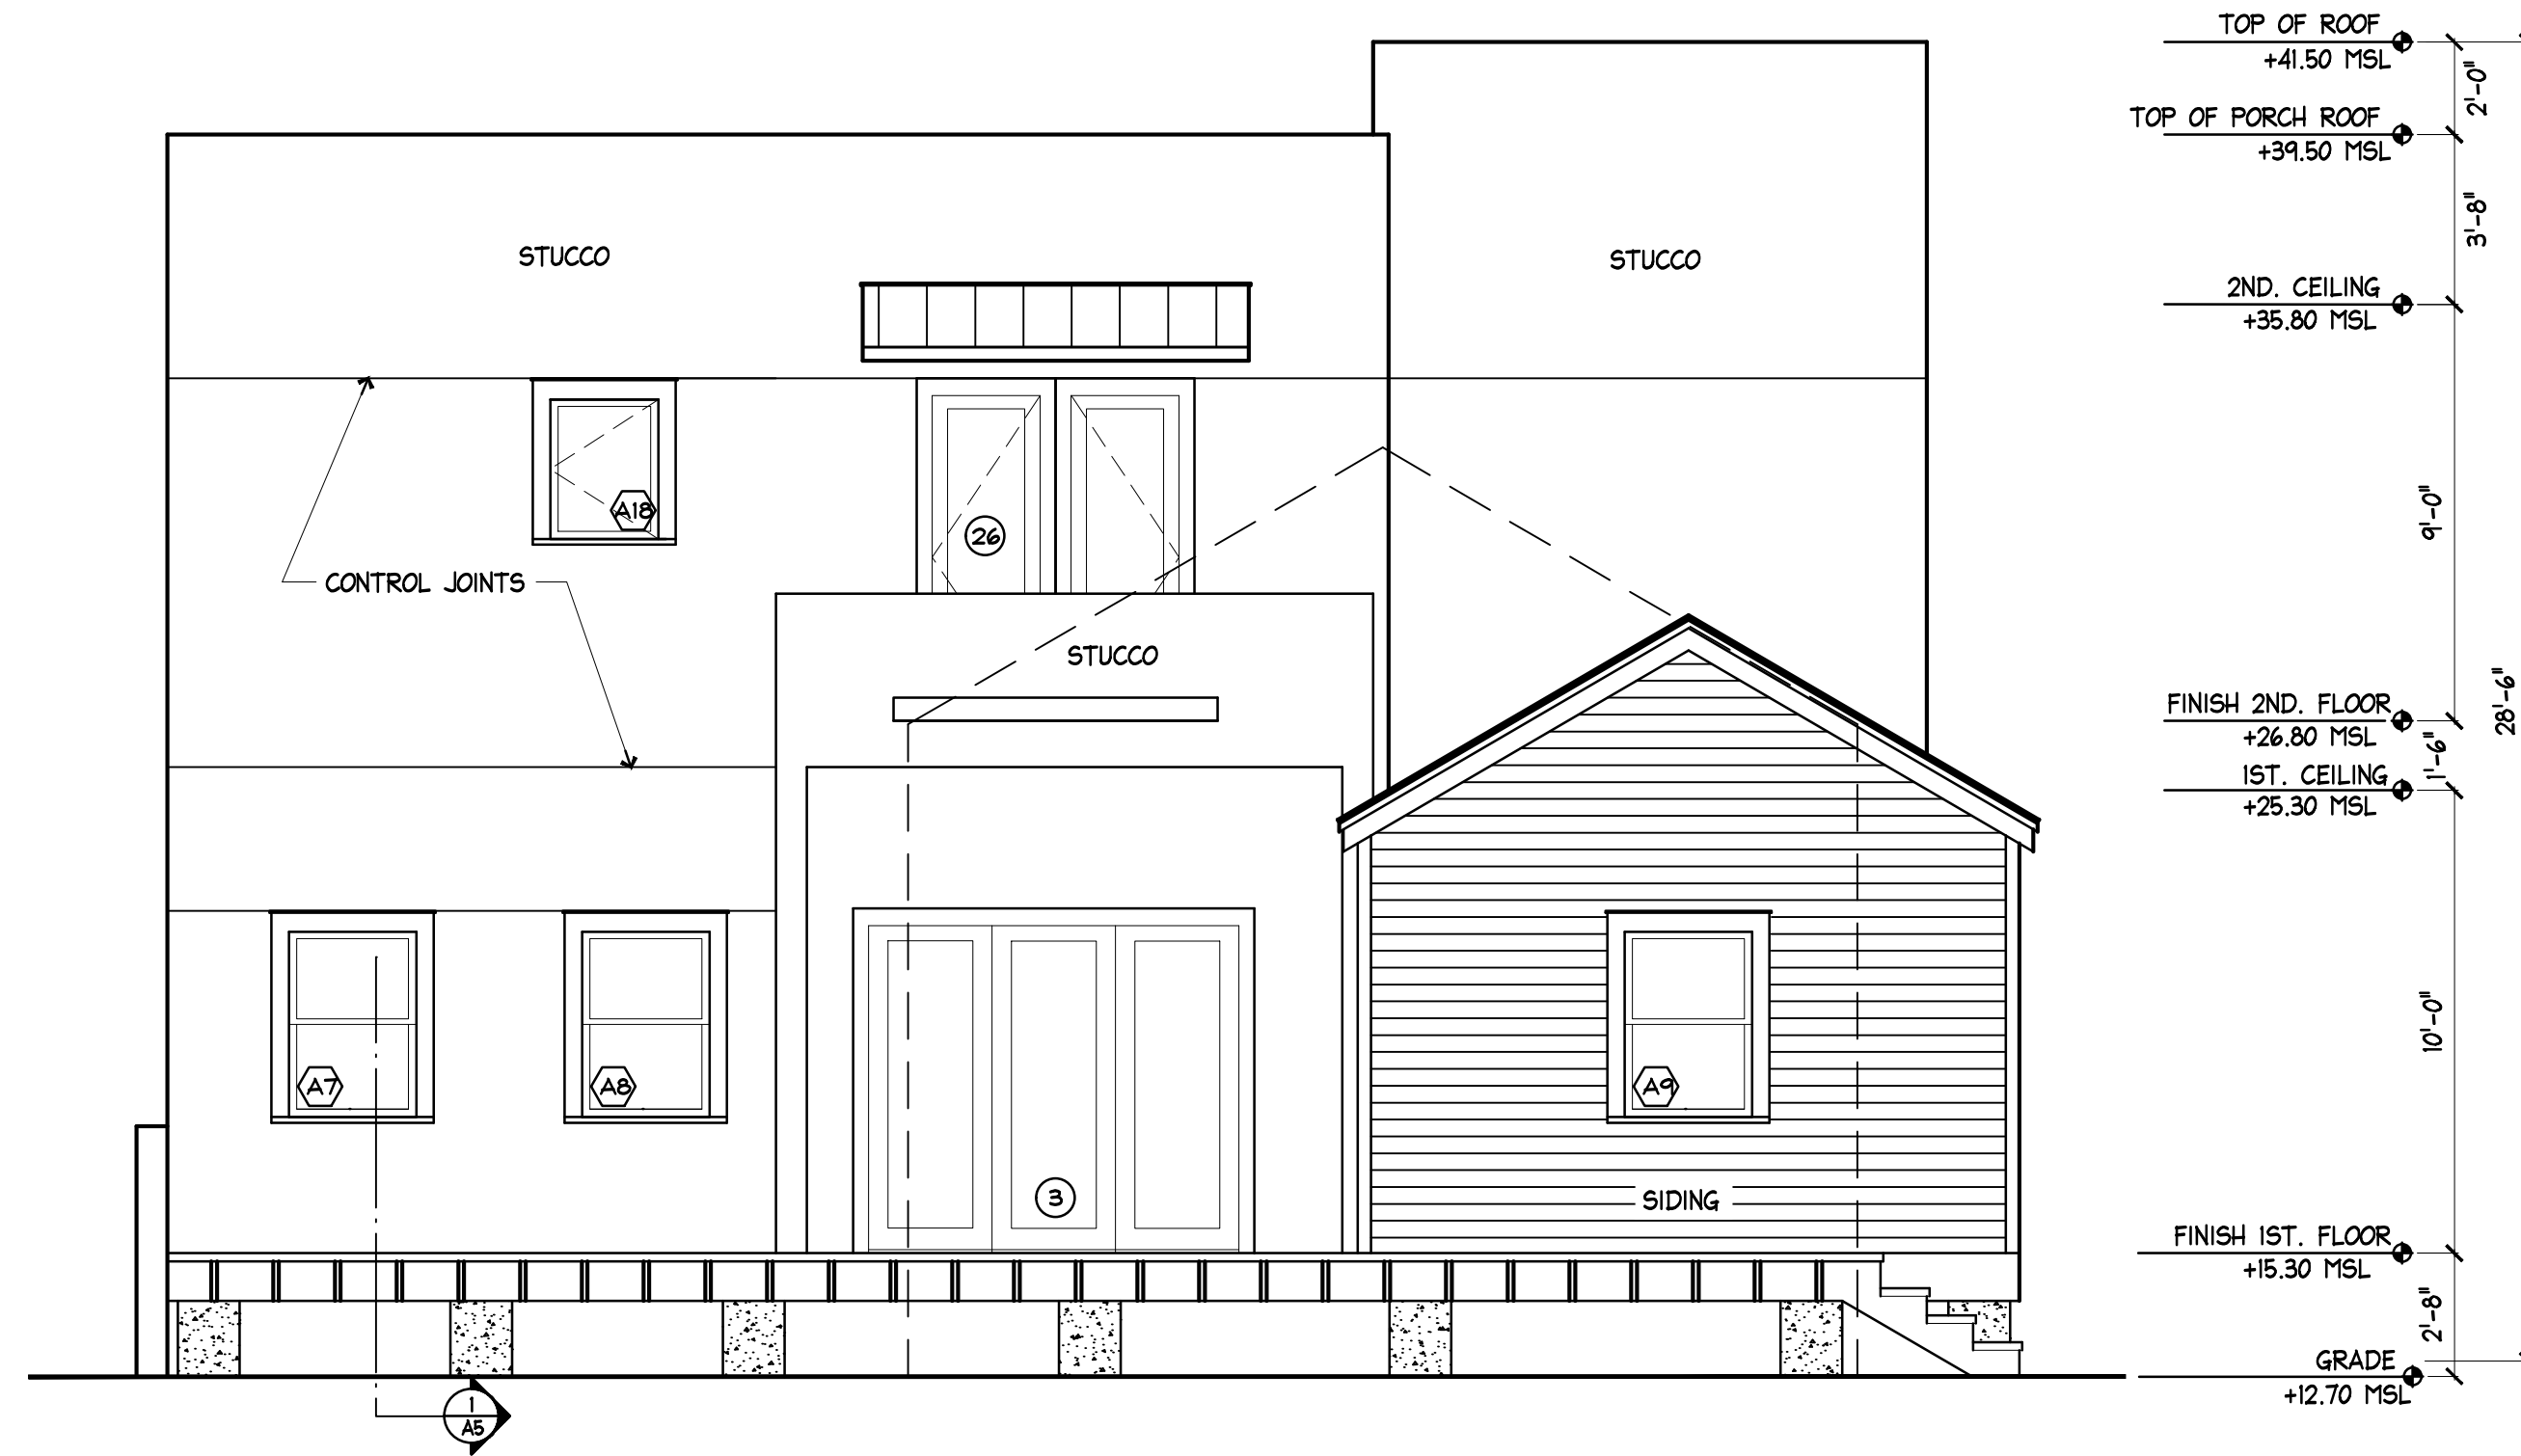 TOP OF ROOF
+41.50 MSL
2'-0"
TOP OF PORCH ROOF
+39.50 MSL
3'-8"
STUCCO
STUCCO
2ND. CEILING
+35.80 MSL
9'-0"
A18
26
CONTROL JOINTS
STUCCO
FINISH 2ND. FLOOR
+26.80 MSL
28'-6"
1'-6"
1ST. CEILING
+25.30 MSL
10'-0"
A7
A8
A9
3
SIDING
FINISH 1ST. FLOOR
+15.30 MSL
2'-8"
GRADE
+12.70 MSL
1
A5